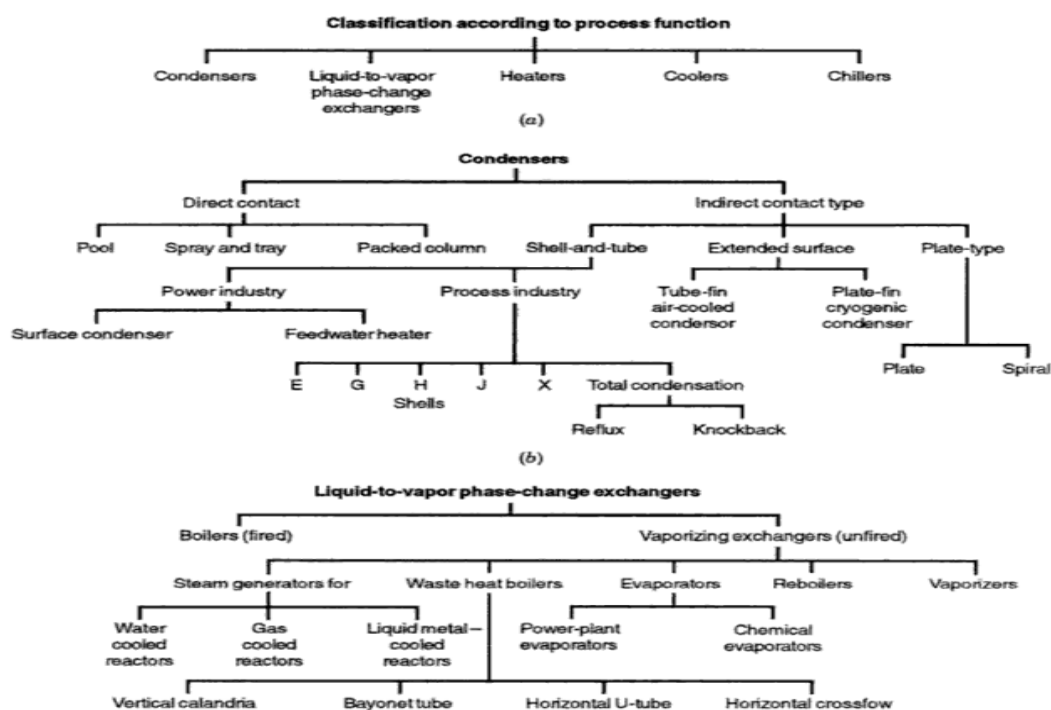 Classification according to process function
Condensers Liquid-to-vapor Heaters Coolers Chillers
phase-change
exchangers
(a)
Condensers
Direct contact Indirect contact type
Pool Spray and tray Packed column Shell-and-tube Extended surface Plate-type
Power industry Process industry Tube-fin Plate-fin
air-cooled cryogenic
condensor condenser
Surface condenser Feedwater heater
Plate Spiral
E G H J X Total condensation
Shells
Reflux Knockback
(b)
Liquid-to-vapor phase-change exchangers
Boilers (fired) Vaporizing exchangers (unfired)
Steam generators for Waste heat boilers Evaporators Reboilers Vaporizers
Water Gas Liquid metal– Power-plant Chemical
cooled cooled cooled evaporators evaporators
reactors reactors reactors
Vertical calandria Bayonet tube Horizontal U-tube Horizontal crossfow